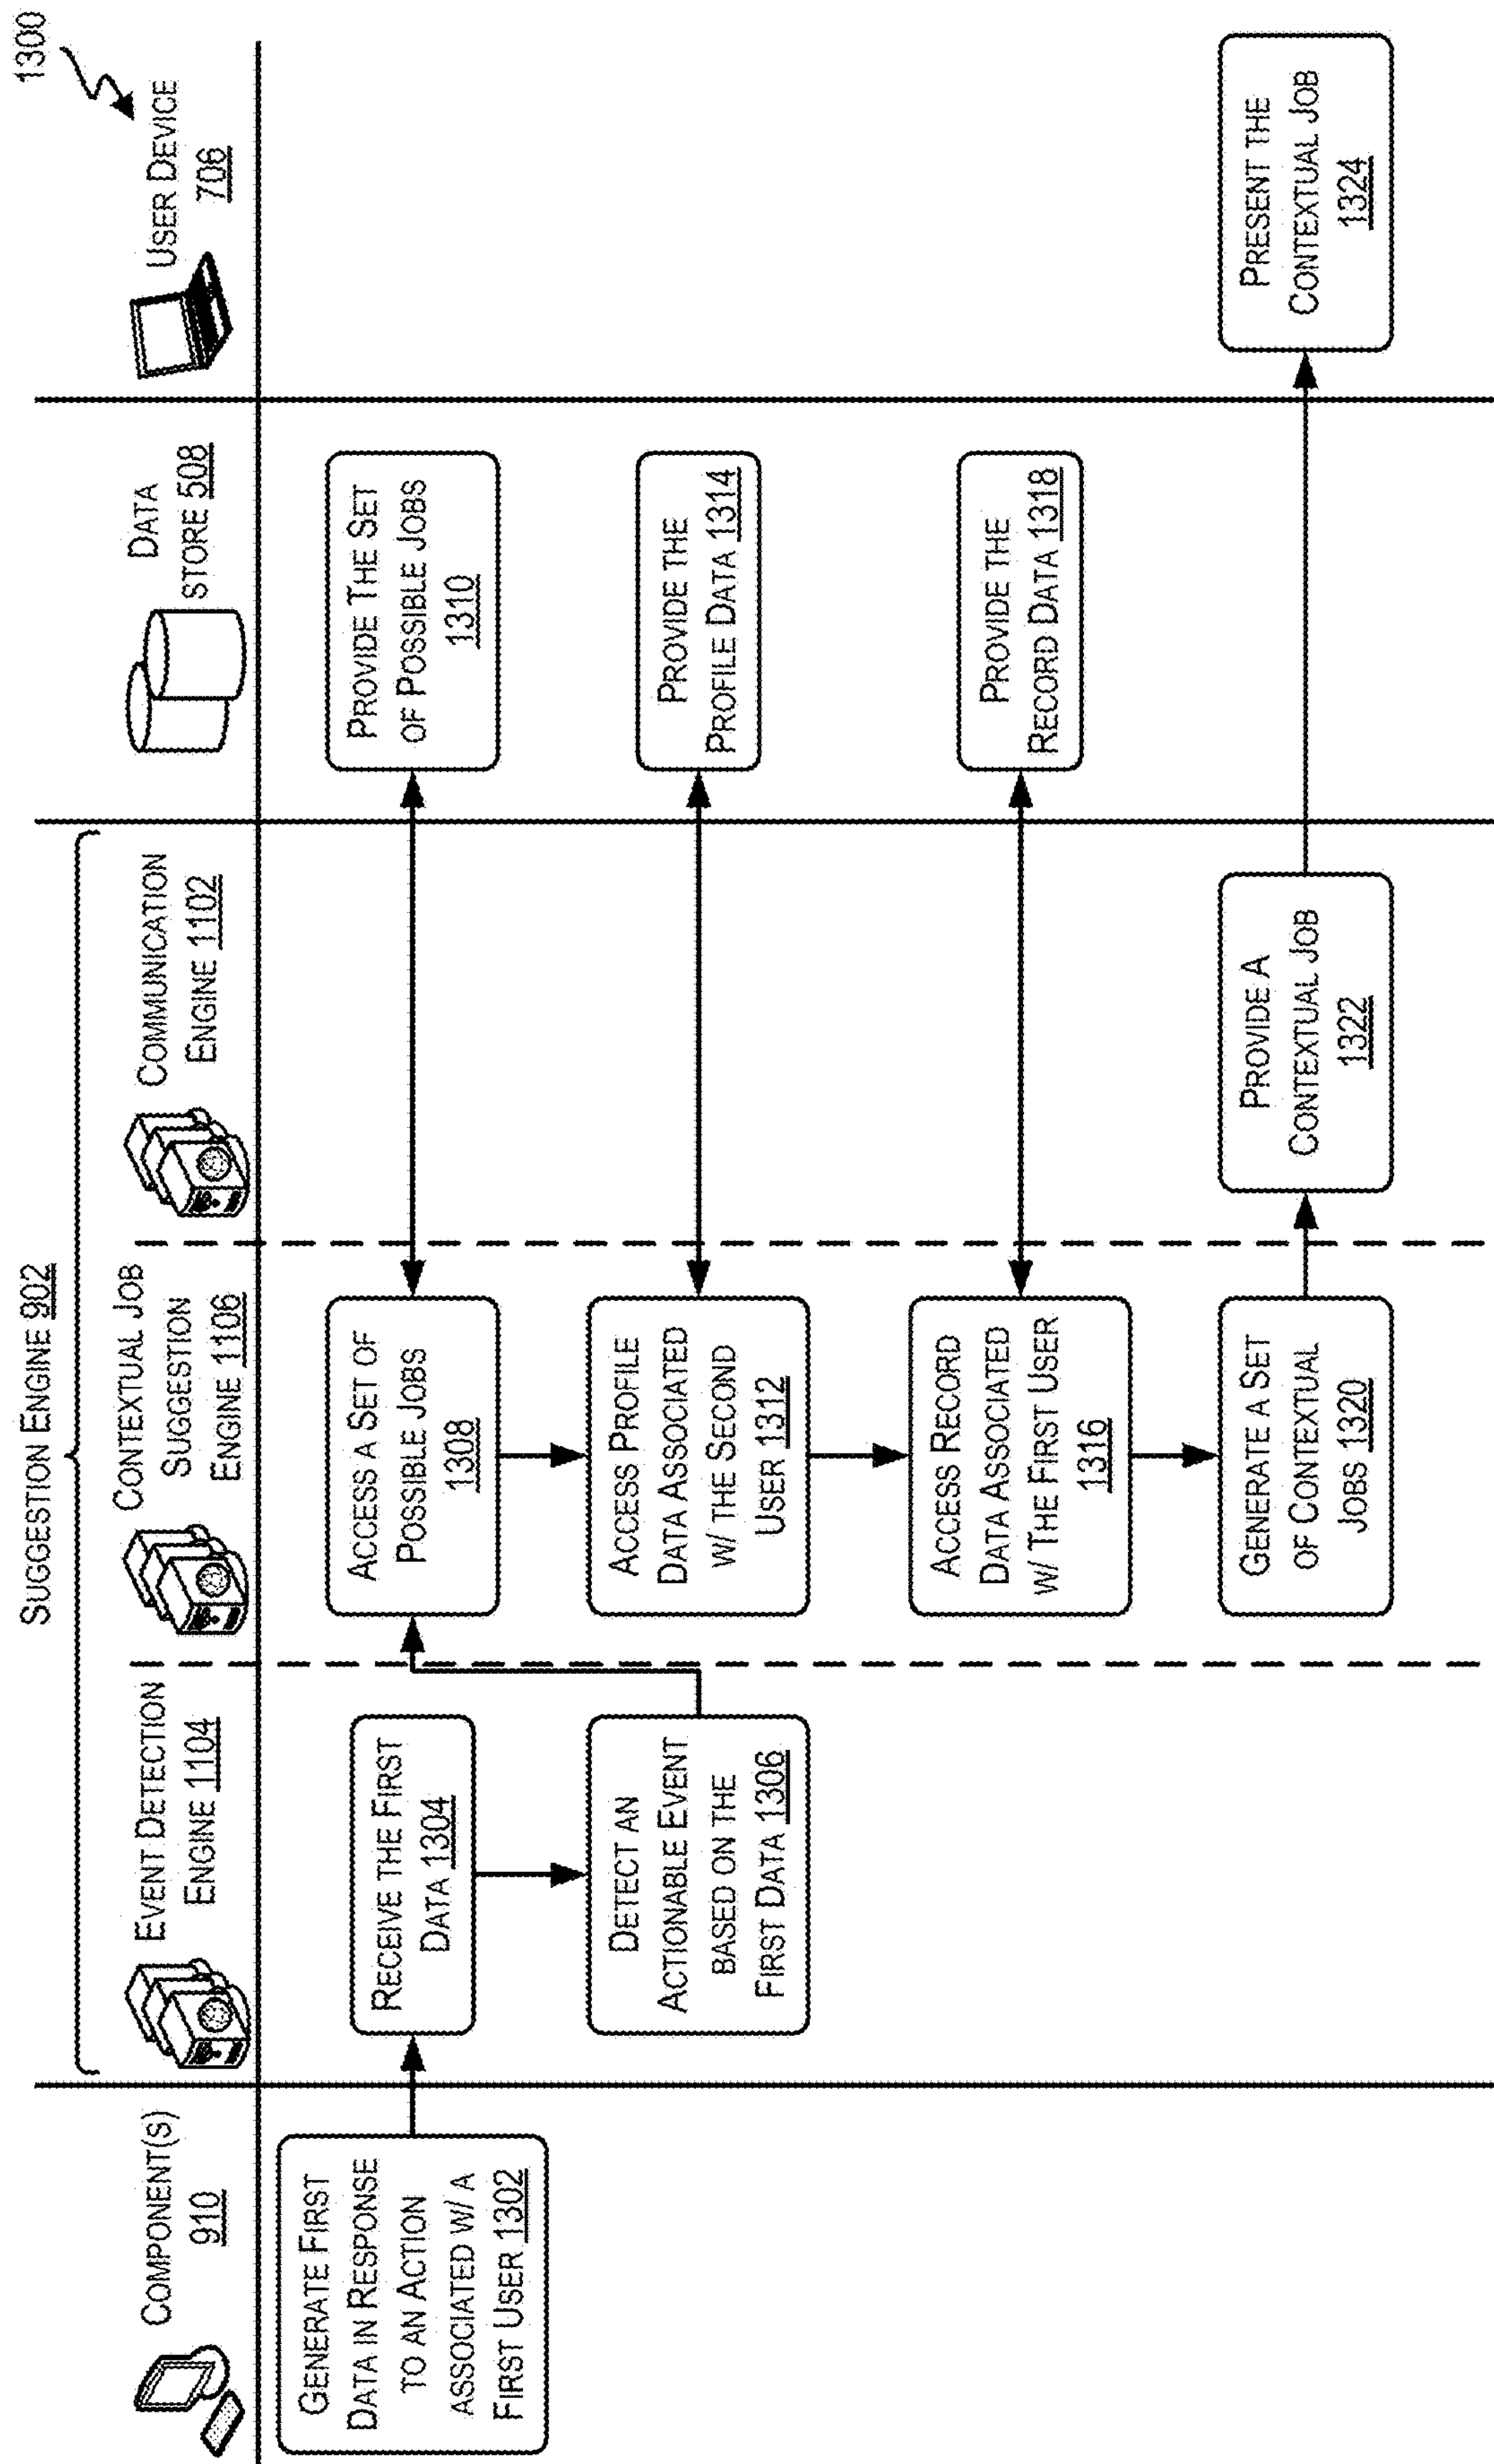 1300
SUGGESTION ENGINE 902
COMPONENT(S)
910
EVENT DETECTION
ENGINE 1104
CONTEXTUAL JOB
SUGGESTION
ENGINE 1106
COMMUNICATION
ENGINE 1102
DATA
STORE 508
USER DEVICE
706
GENERATE FIRST
DATA IN RESPONSE
TO AN ACTION
ASSOCIATED W/ A
FIRST USER 1302
RECEIVE THE FIRST
DATA 1304
DETECT AN
ACTIONABLE EVENT
BASED ON THE
FIRST DATA 1306
ACCESS A SET OF
POSSIBLE JOBS
1308
PROVIDE THE SET
OF POSSIBLE JOBS
1310
ACCESS PROFILE
DATA ASSOCIATED
W/ THE SECOND
USER 1312
PROVIDE THE
PROFILE DATA 1314
ACCESS RECORD
DATA ASSOCIATED
W/ THE FIRST USER
1316
PROVIDE THE
RECORD DATA 1318
GENERATE A SET
OF CONTEXTUAL
JOBS 1320
PROVIDE A
CONTEXTUAL JOB
1322
PRESENT THE
CONTEXTUAL JOB
1324